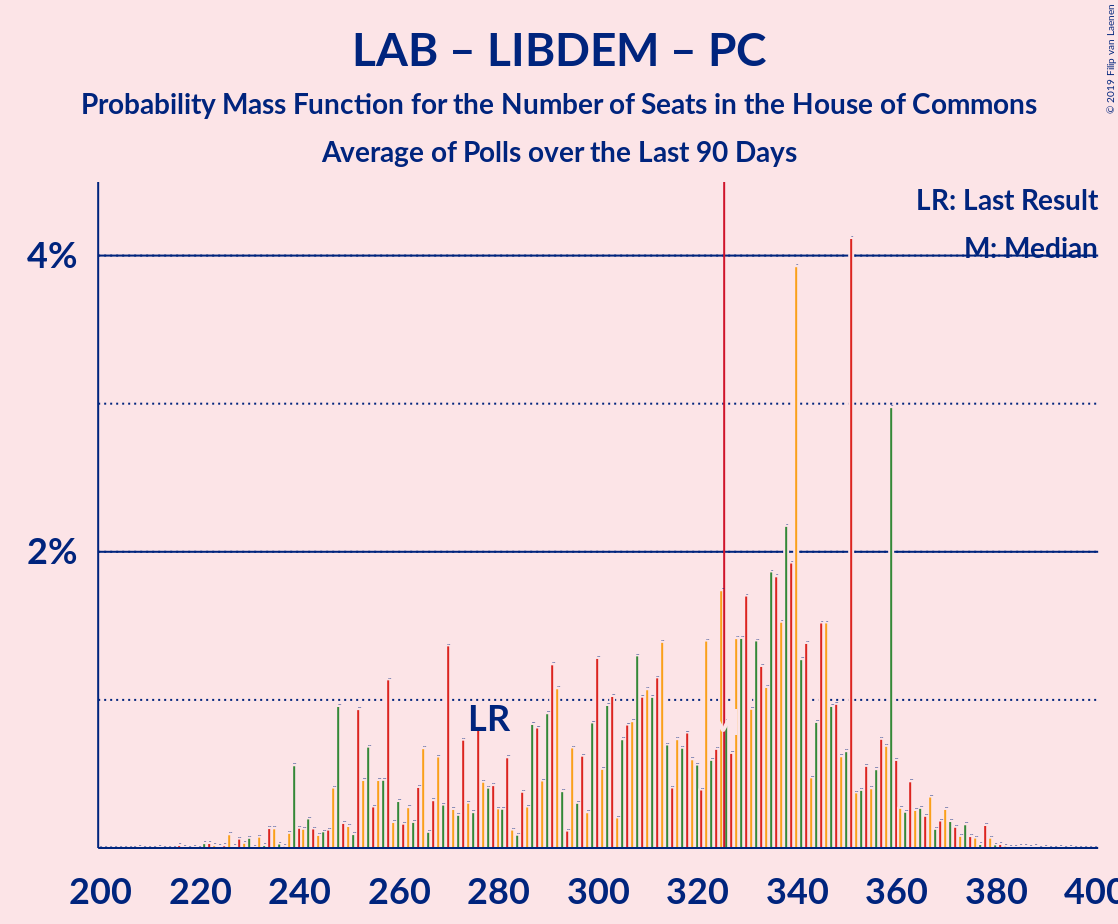 LAB – LIBDEM – PC
Probability Mass Function for the Number of Seats in the House of Commons
Average of Polls over the Last 90 Days
© 2019 Filip van Laenen
LR: Last Result
M: Median
4%
2%
LR
200 220 240 260 280 300 320 340 360 380 400